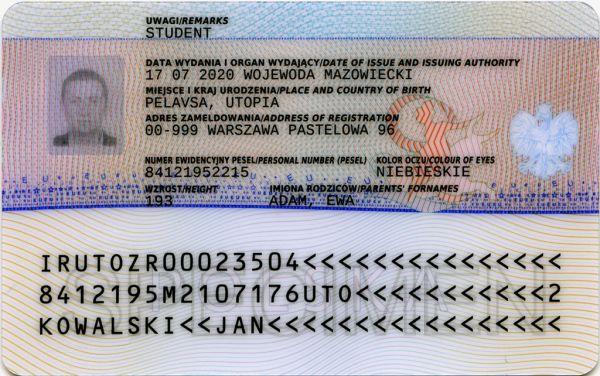 UWAGI/REMARKS
STUDENT
DATA WYDANIA I ORGAN WYDAJĄCY/DATE OF ISSUE AND ISSUING AUTHORITY
17 07 2020 WOJEWODA MAZOWIECKI
MIEJSCE I KRAJ URODZENIA/PLACE AND COUNTRY OF BIRTH
PELAVSA, UTOPIA
ADRES ZAMELDOWANIA/ADDRESS OF REGISTRATION
00-999 WARSZAWA PASTELOWA 96
NUMER EWIDENCYJNY PESEL/PERSONAL NUMBER (PESEL) KOLOR OCZU/COLOUR OF EYES
84121952215 NIEBIESKIE
WZROST/HEIGHT IMIONA RODZICÓW/PARENTS' FORNAMES
193 ADAM, EWA
SPECIMEN
IRUTOZR00023504<<<<<<<<<<<<<<<
8412195M2107176UTO<<<<<<<<<<<2
KOWALSKI<<JAN<<<<<<<<<<<<<<<<<